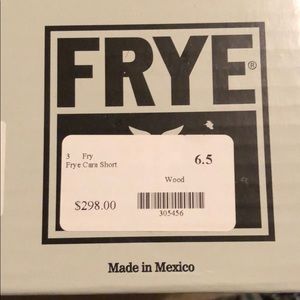 FRYE®
3 Fry 6.5
Frye Cara Short
Wood
$298.00
305456
Made in Mexico